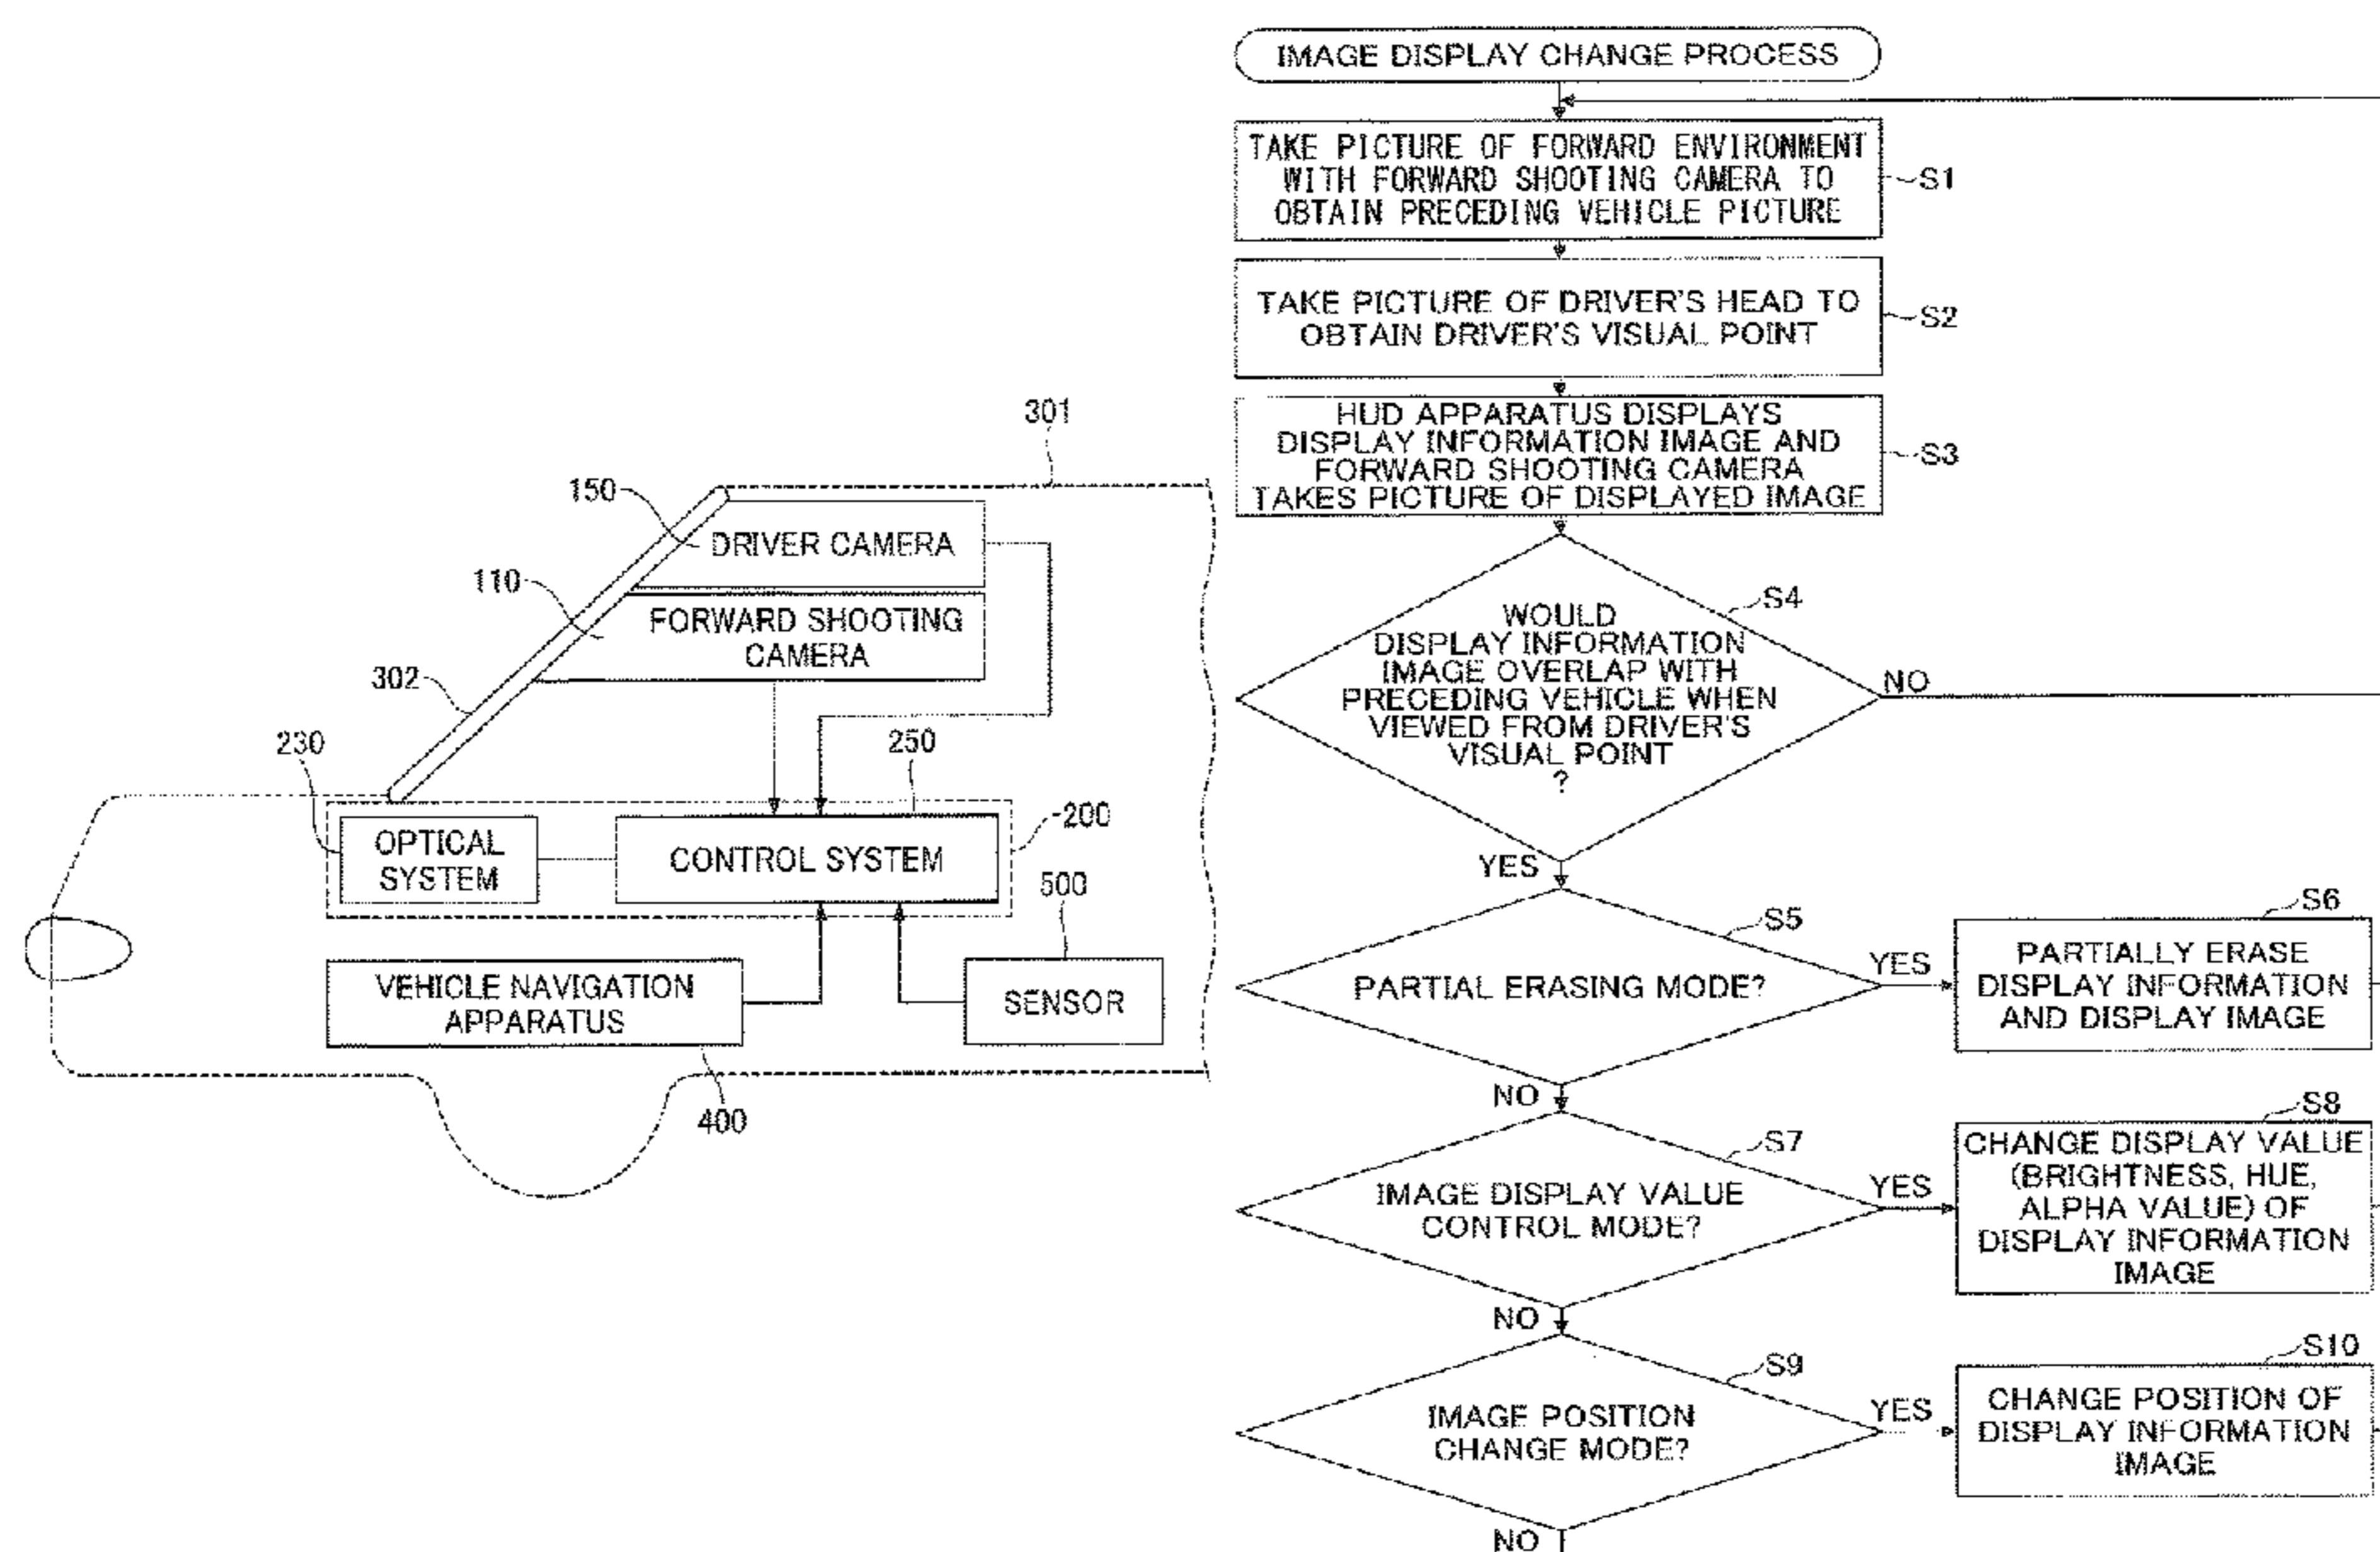 301
150
DRIVER CAMERA
110
FORWARD SHOOTING
CAMERA
302
230
250
200
OPTICAL
SYSTEM
CONTROL SYSTEM
500
VEHICLE NAVIGATION
APPARATUS
SENSOR
400
IMAGE DISPLAY CHANGE PROCESS
TAKE PICTURE OF FORWARD ENVIRONMENT
WITH FORWARD SHOOTING CAMERA TO
OBTAIN PRECEDING VEHICLE PICTURE
S1
TAKE PICTURE OF DRIVER'S HEAD TO
OBTAIN DRIVER'S VISUAL POINT
S2
HUD APPARATUS DISPLAYS
DISPLAY INFORMATION IMAGE AND
FORWARD SHOOTING CAMERA
TAKES PICTURE OF DISPLAYED IMAGE
S3
S4
WOULD
DISPLAY INFORMATION
IMAGE OVERLAP WITH
PRECEDING VEHICLE WHEN
VIEWED FROM DRIVER'S
VISUAL POINT
?
NO
YES
S5
PARTIAL ERASING MODE?
YES
S6
PARTIALLY ERASE
DISPLAY INFORMATION
AND DISPLAY IMAGE
NO
S7
IMAGE DISPLAY VALUE
CONTROL MODE?
YES
S8
CHANGE DISPLAY VALUE
(BRIGHTNESS, HUE,
ALPHA VALUE) OF
DISPLAY INFORMATION
IMAGE
NO
S9
IMAGE POSITION
CHANGE MODE?
YES
S10
CHANGE POSITION OF
DISPLAY INFORMATION
IMAGE
NO